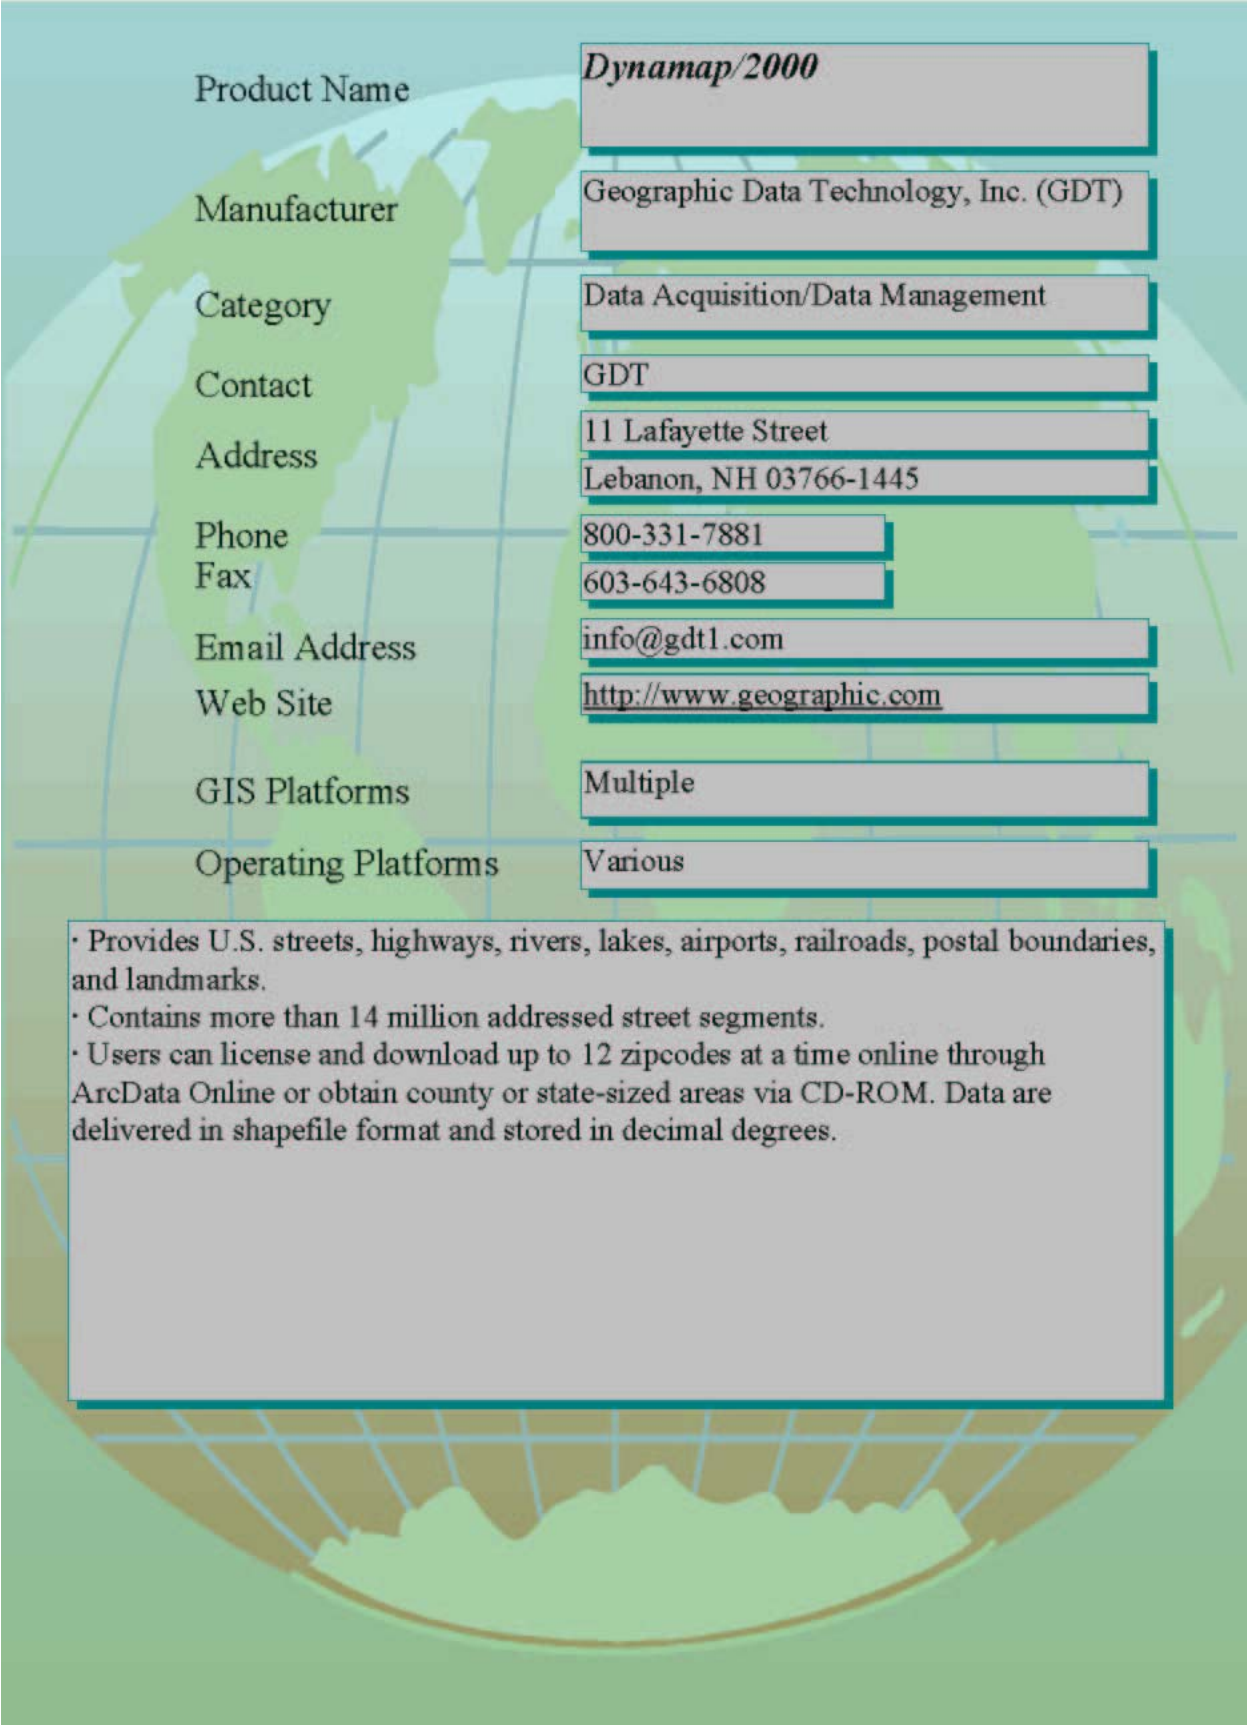 Product Name
Dynamap/2000
Manufacturer
Geographic Data Technology, Inc. (GDT)
Category
Data Acquisition/Data Management
Contact
GDT
Address
11 Lafayette Street
Lebanon, NH 03766-1445
Phone
800-331-7881
Fax
603-643-6808
Email Address
info@gdt1.com
Web Site
http://www.geographic.com
GIS Platforms
Multiple
Operating Platforms
Various
· Provides U.S. streets, highways, rivers, lakes, airports, railroads, postal boundaries,
and landmarks.
· Contains more than 14 million addressed street segments.
· Users can license and download up to 12 zipcodes at a time online through
ArcData Online or obtain county or state-sized areas via CD-ROM. Data are
delivered in shapefile format and stored in decimal degrees.